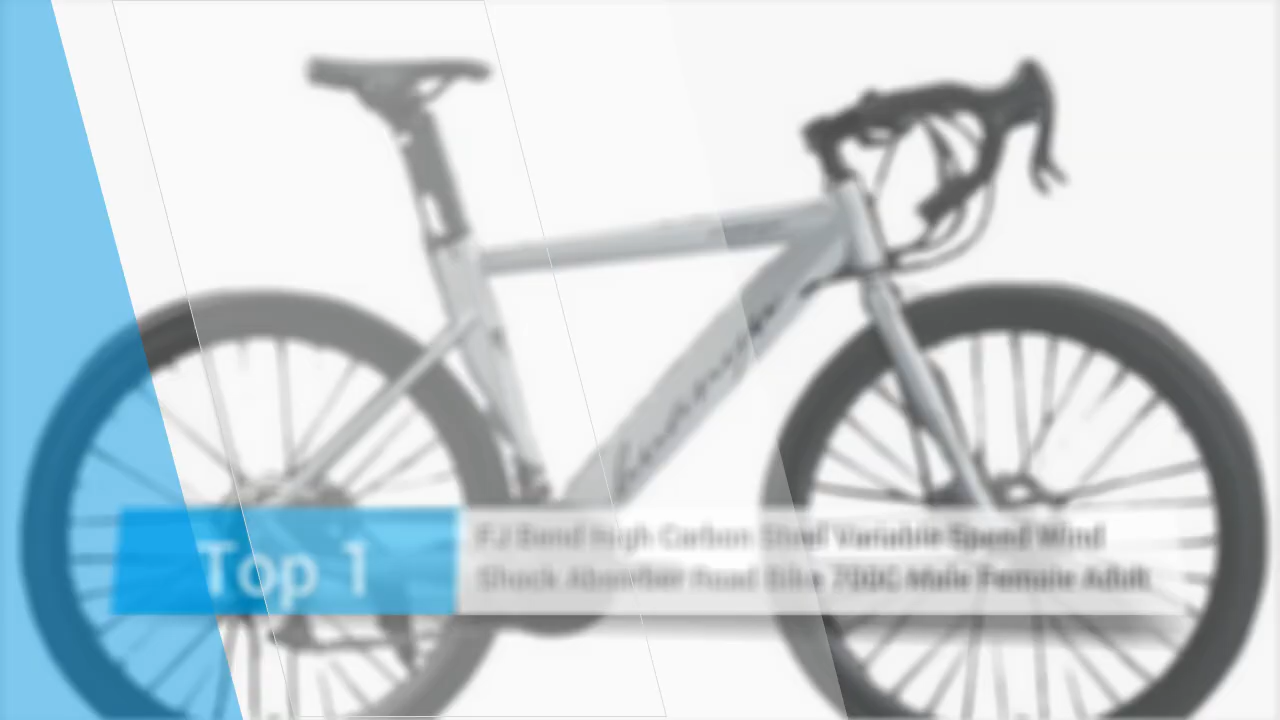 Top 1
FJ Bend High Carbon Steel Variable Speed Wind
Shock Absorber Road Bike 700C Male Female Adult